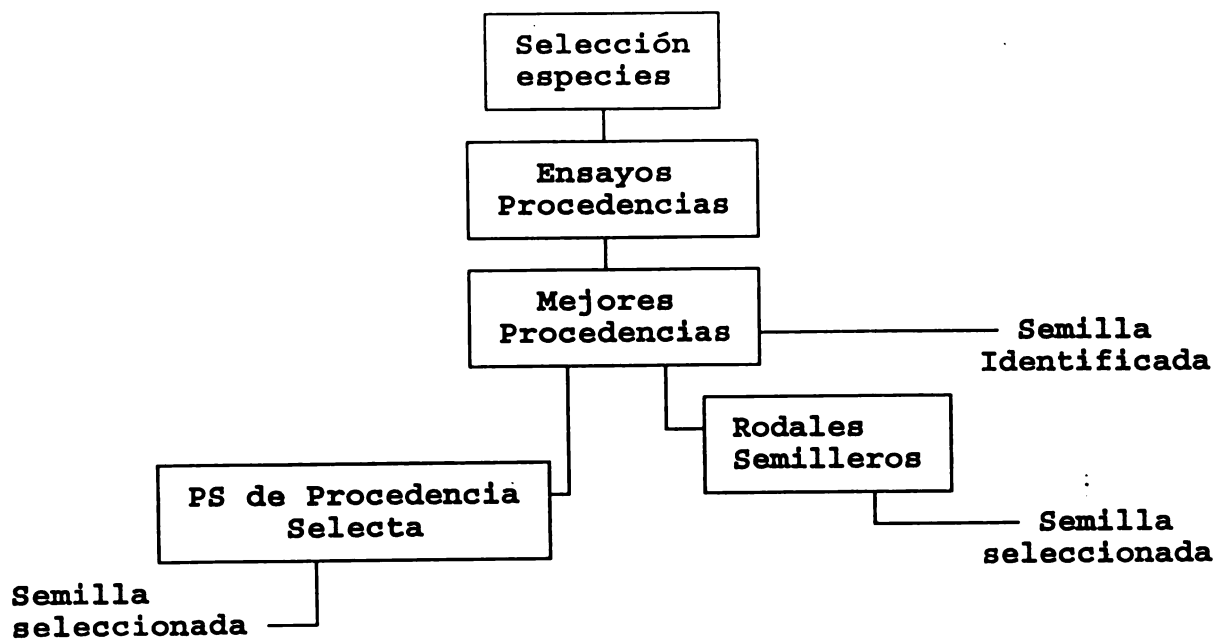 Selección
especies
Ensayos
Procedencias
Mejores
Procedencias
Semilla
Identificada
Rodales
Semilleros
PS de Procedencia
Selecta
Semilla
seleccionada
Semilla
seleccionada